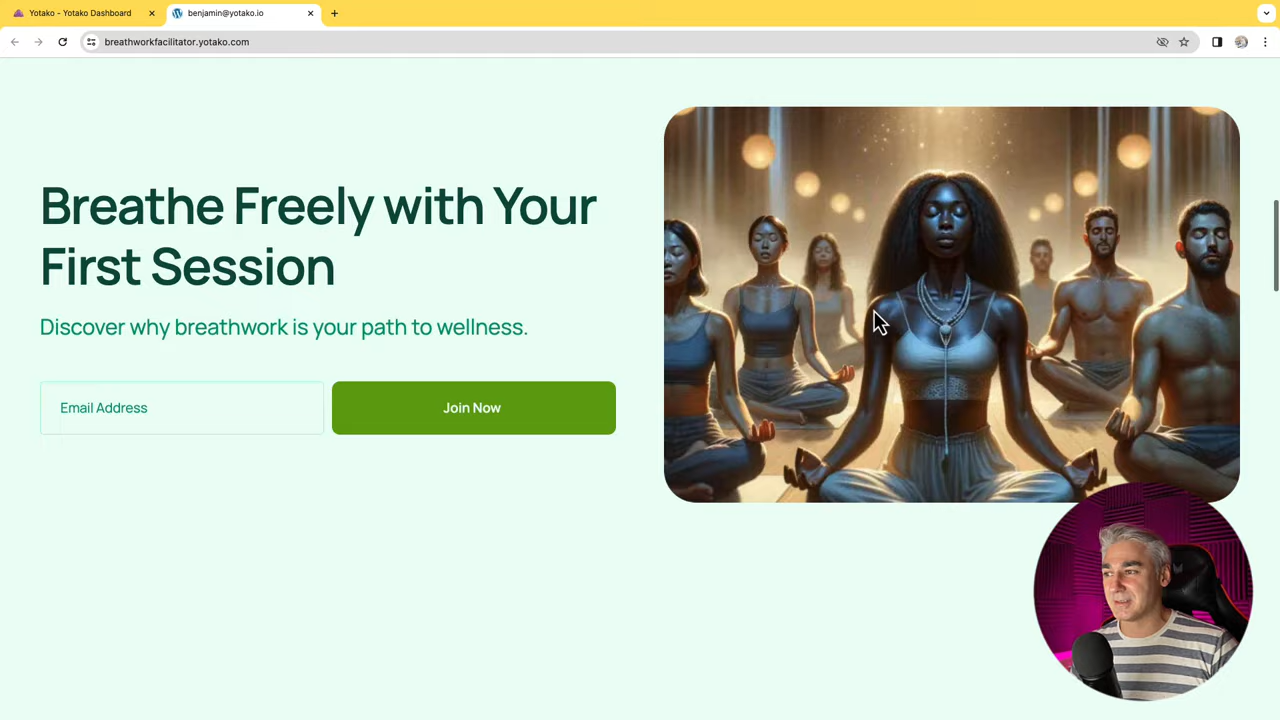 Yotako - Yotako Dashboard
benjamin@yotako.io
breathworkfacilitator.yotako.com
Breathe Freely with Your
First Session
Discover why breathwork is your path to wellness.
Email Address
Join Now